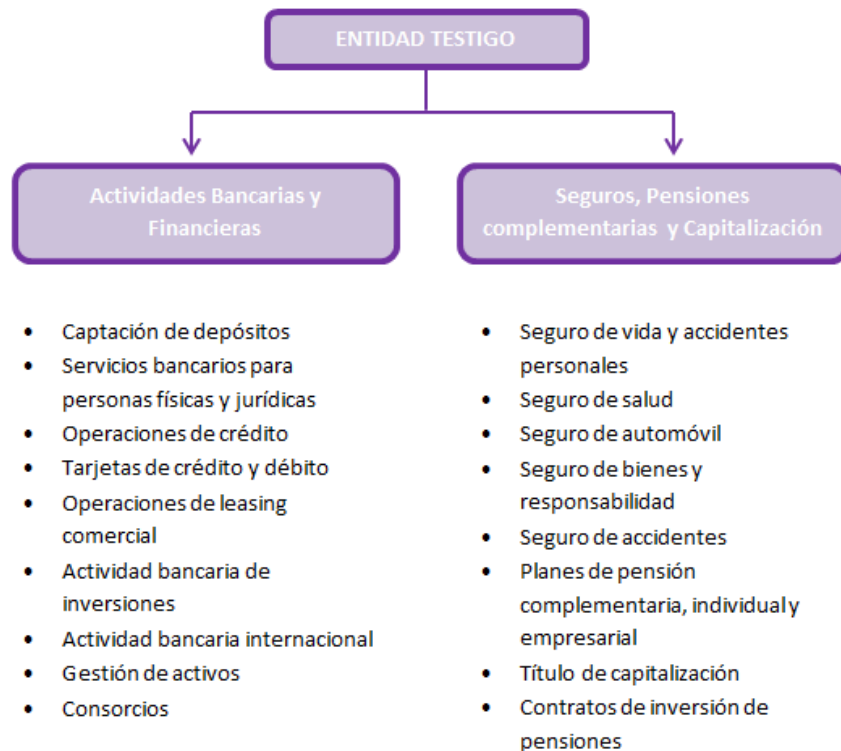 ENTIDAD TESTIGO
Actividades Bancarias y
Financieras
Seguros, Pensiones
complementarias y Capitalización
• Captación de depósitos
• Servicios bancarios para
personas físicas y jurídicas
• Operaciones de crédito
• Tarjetas de crédito y débito
• Operaciones de leasing
comercial
• Actividad bancaria de
inversiones
• Actividad bancaria internacional
• Gestión de activos
• Consorcios
• Seguro de vida y accidentes
personales
• Seguro de salud
• Seguro de automóvil
• Seguro de bienes y
responsabilidad
• Seguro de accidentes
• Planes de pensión
complementaria, individual y
empresarial
• Título de capitalización
• Contratos de inversión de
pensiones